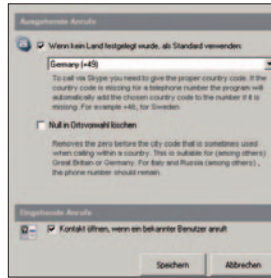 Ausgehende Anrufe
Wenn kein Land festgelegt wurde, als Standard verwenden:
Germany (+49)
To call via Skype you need to give the proper country code. If the
country code is missing for a telephone number the program will
automatically add the chosen country code to the number if it is
missing. For example +46, for Sweden.
Null in Ortsvorwahl löschen
Removes the zero before the city code that is sometimes used
when calling within a country. This is suitable for (among others)
Great Britain or Germany. For Italy and Russia (among others) ,
the phone number should remain.
Eingehende Anrufe
Kontakt öffnen, wenn ein bekannter Benutzer anruft
Speichern
Abbrechen